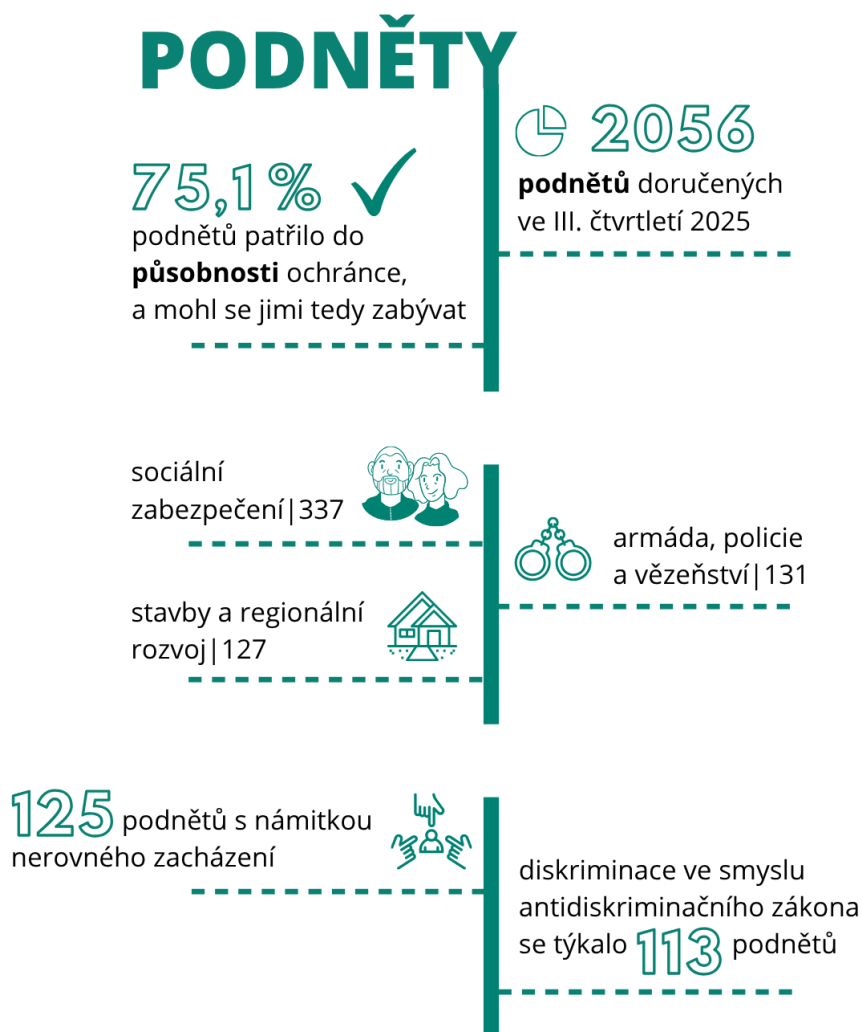 PODNĚTY
2056
podnětů doručených
ve III. čtvrtletí 2025
75,1 %
podnětů patřilo do
působnosti ochránce,
a mohl se jimi tedy zabývat
sociální
zabezpečení|337
armáda, policie
a vězeňství|131
stavby a regionální
rozvoj|127
125 podnětů s námitkou
nerovného zacházení
diskriminace ve smyslu
antidiskriminačního zákona
se týkalo 113 podnětů